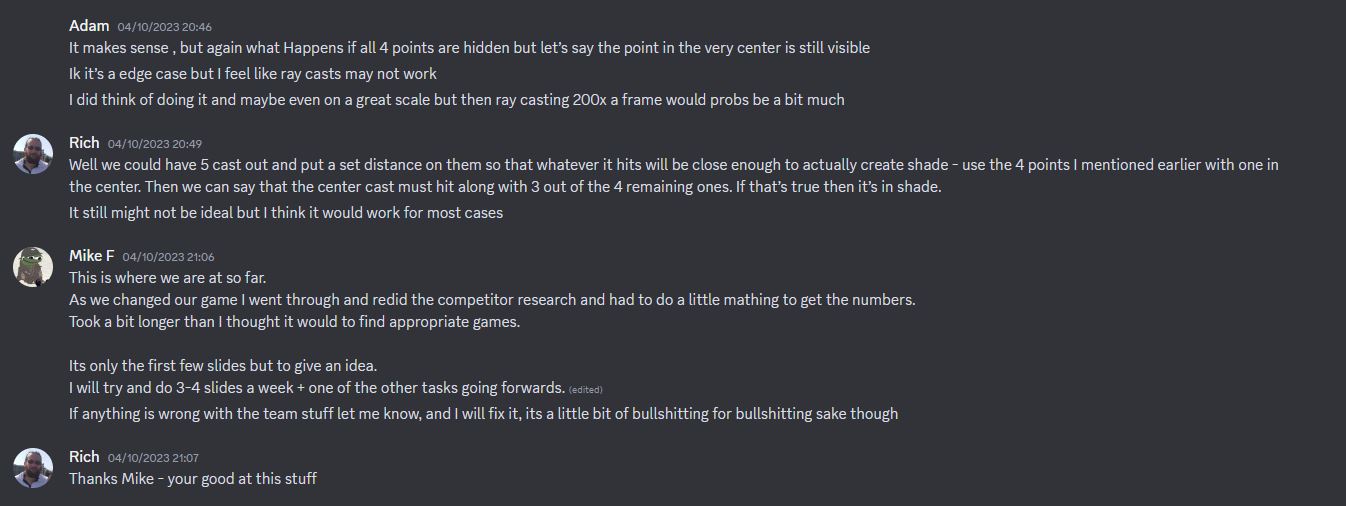 Adam 04/10/2023 20:46
It makes sense , but again what Happens if all 4 points are hidden but let's say the point in the very center is still visible
Ik it's a edge case but I feel like ray casts may not work
I did think of doing it and maybe even on a great scale but then ray casting 200x a frame would probs be a bit much
Rich 04/10/2023 20:49
Well we could have 5 cast out and put a set distance on them so that whatever it hits will be close enough to actually create shade - use the 4 points I mentioned earlier with one in
the center. Then we can say that the center cast must hit along with 3 out of the 4 remaining ones. If that's true then it's in shade.
It still might not be ideal but I think it would work for most cases
Mike F 04/10/2023 21:06
This is where we are at so far.
As we changed our game I went through and redid the competitor research and had to do a little mathing to get the numbers.
Took a bit longer than I thought it would to find appropriate games.
Its only the first few slides but to give an idea.
I will try and do 3-4 slides a week + one of the other tasks going forwards. (edited)
If anything is wrong with the team stuff let me know, and I will fix it, its a little bit of bullshitting for bullshitting sake though
Rich 04/10/2023 21:07
Thanks Mike - your good at this stuff